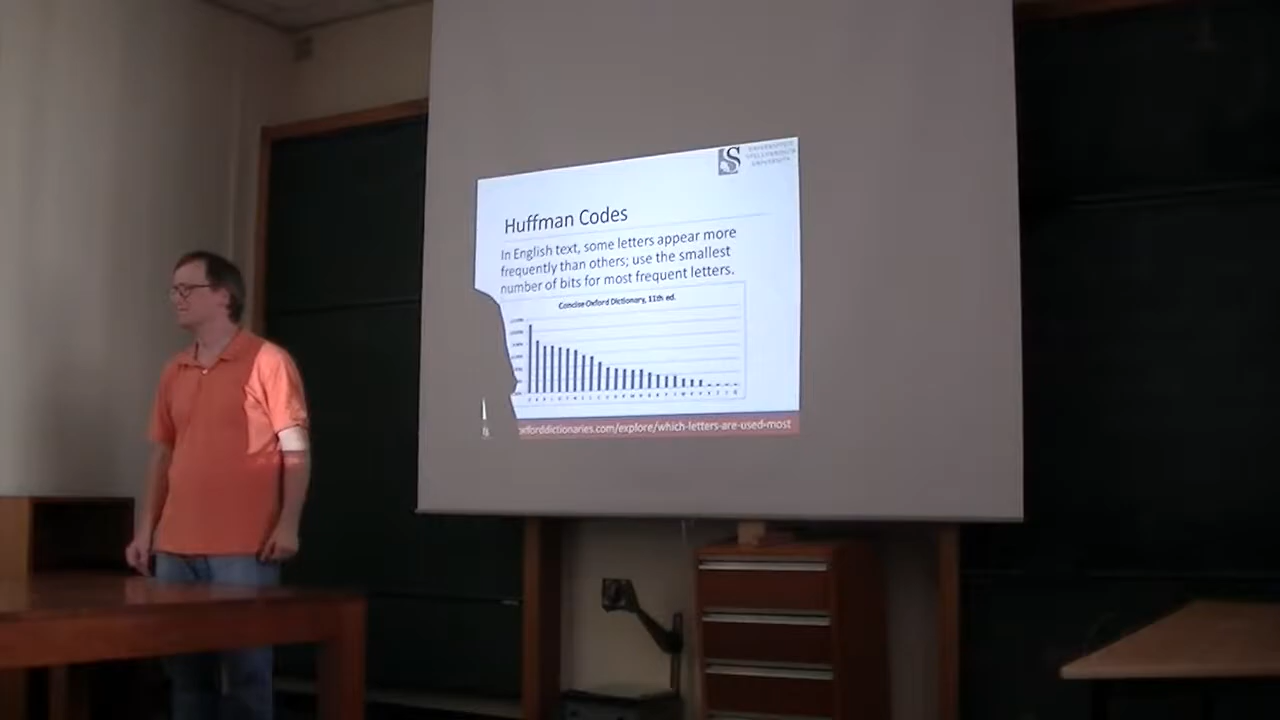 Huffman Codes
In English text, some letters appear more
frequently than others; use the smallest
number of bits for most frequent letters.
Concise Oxford Dictionary, 11th ed.
oxforddictionaries.com/explore/which-letters-are-used-most